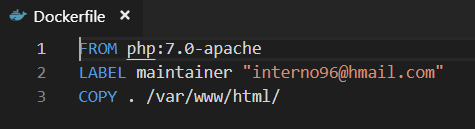 Dockerfile ×
1 FROM php:7.0-apache
2 LABEL maintainer "interno96@hmail.com"
3 COPY . /var/www/html/